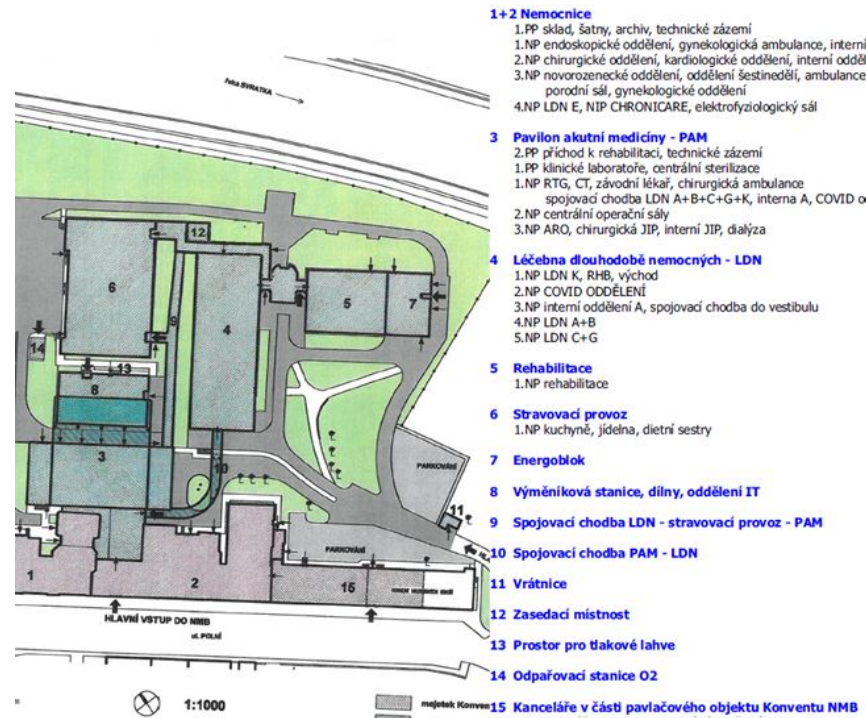 řeka SVRATKA
12
6
5
7
9
4
14
13
8
3
10
PARKOVÁNÍ
11
PARKOVÁNÍ
1
2
15
HLAVNÍ VSTUP DO NMB
ul. POLNÍ
1:1000
majetek Konven
1+2 Nemocnice
1.PP sklad, šatny, archiv, technické zázemí
1.NP endoskopické oddělení, gynekologická ambulance, interní
2.NP chirurgické oddělení, kardiologické oddělení, interní odděl
3.NP novorozenecké oddělení, oddělení šestinedělí, ambulance
porodní sál, gynekologické oddělení
4.NP LDN E, NIP CHRONICARE, elektrofyziologický sál
3 Pavilon akutní medicíny - PAM
2.PP příchod k rehabilitaci, technické zázemí
1.PP klinické laboratoře, centrální sterilizace
1.NP RTG, CT, závodní lékař, chirurgická ambulance
spojovací chodba LDN A+B+C+G+K, interna A, COVID o
2.NP centrální operační sály
3.NP ARO, chirurgická JIP, interní JIP, dialýza
4 Léčebna dlouhodobě nemocných - LDN
1.NP LDN K, RHB, východ
2.NP COVID ODDĚLENÍ
3.NP interní oddělení A, spojovací chodba do vestibulu
4.NP LDN A+B
5.NP LDN C+G
5 Rehabilitace
1.NP rehabilitace
6 Stravovací provoz
1.NP kuchyně, jídelna, dietní sestry
7 Energoblok
8 Výměníková stanice, dílny, oddělení IT
9 Spojovací chodba LDN - stravovací provoz - PAM
10 Spojovací chodba PAM - LDN
11 Vrátnice
12 Zasedací místnost
13 Prostor pro tlakové lahve
14 Odpařovací stanice O2
15 Kanceláře v části pavlačového objektu Konventu NMB